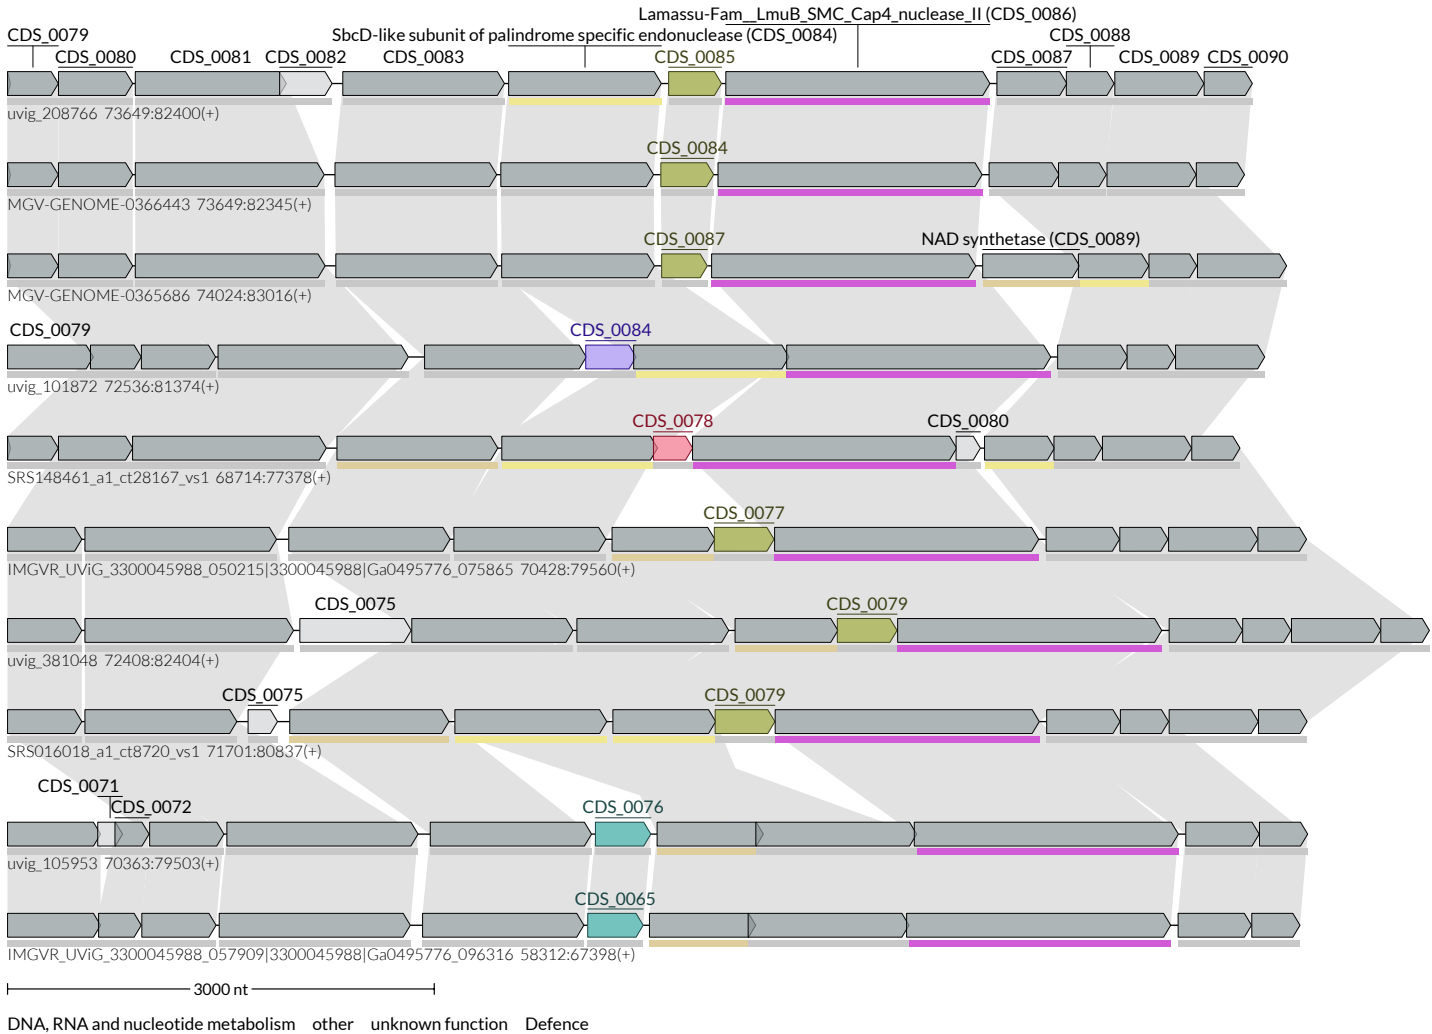 Lamassu-Fam__LmuB_SMC_Cap4_nuclease_II (CDS_0086)
CDS_0079 SbcD-like subunit of palindrome specific endonuclease (CDS_0084) CDS_0088
CDS_0080 CDS_0081 CDS_0082 CDS_0083 CDS_0085 CDS_0087 CDS_0089 CDS_0090
uvig_208766 73649:82400(+)
CDS_0084
MGV-GENOME-0366443 73649:82345(+)
CDS_0087 NAD synthetase (CDS_0089)
MGV-GENOME-0365686 74024:83016(+)
CDS_0079 CDS_0084
uvig_101872 72536:81374(+)
CDS_0078 CDS_0080
SRS148461_a1_ct28167_vs1 68714:77378(+)
CDS_0077
IMGVR_UViG_3300045988_050215|3300045988|Ga0495776_075865 70428:79560(+)
CDS_0075 CDS_0079
uvig_381048 72408:82404(+)
CDS_0075 CDS_0079
SRS016018_a1_ct8720_vs1 71701:80837(+)
CDS_0071
CDS_0072 CDS_0076
uvig_105953 70363:79503(+)
CDS_0065
IMGVR_UViG_3300045988_057909|3300045988|Ga0495776_096316 58312:67398(+)
3000 nt
DNA, RNA and nucleotide metabolism other unknown function Defence